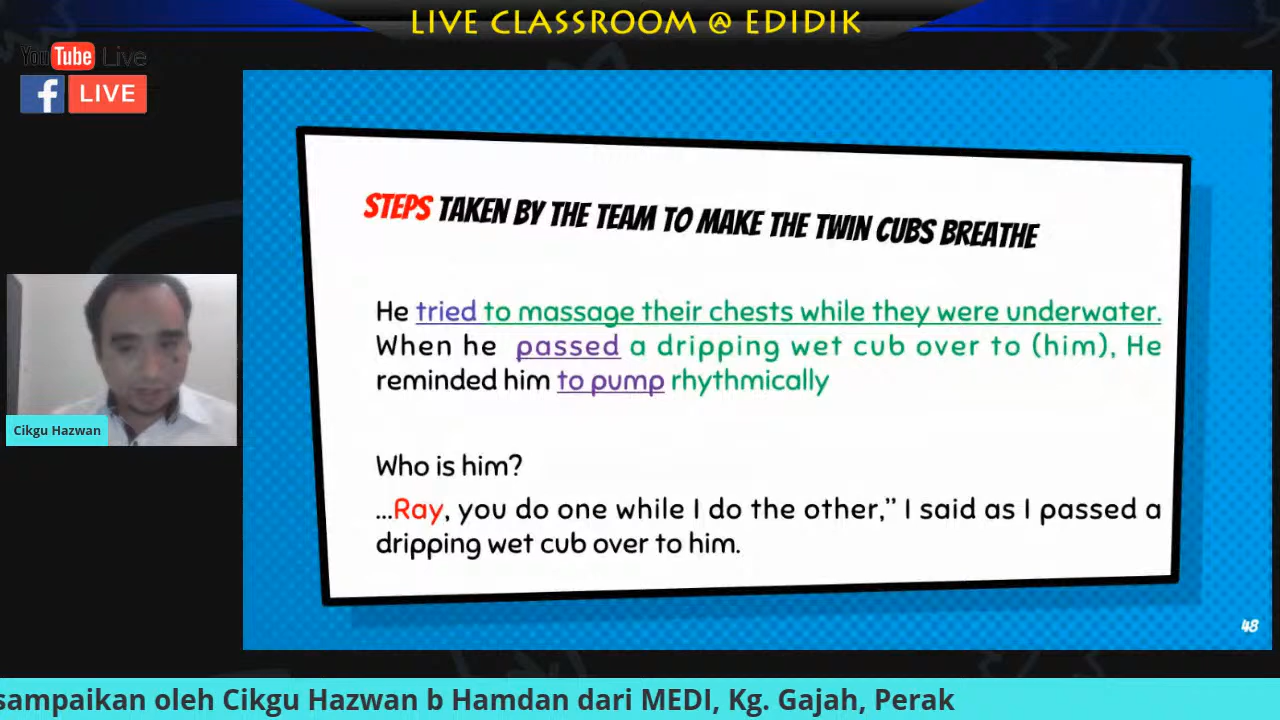 LIVE CLASSROOM @ EDIDIK
YouTube Live
f LIVE
STEPS TAKEN BY THE TEAM TO MAKE THE TWIN CUBS BREATHE
He tried to massage their chests while they were underwater.
When he passed a dripping wet cub over to (him), He
reminded him to pump rhythmically
Who is him?
...Ray, you do one while I do the other,” I said as I passed a
dripping wet cub over to him.
Cikgu Hazwan
48
sampaikan oleh Cikgu Hazwan b Hamdan dari MEDI, Kg. Gajah, Perak